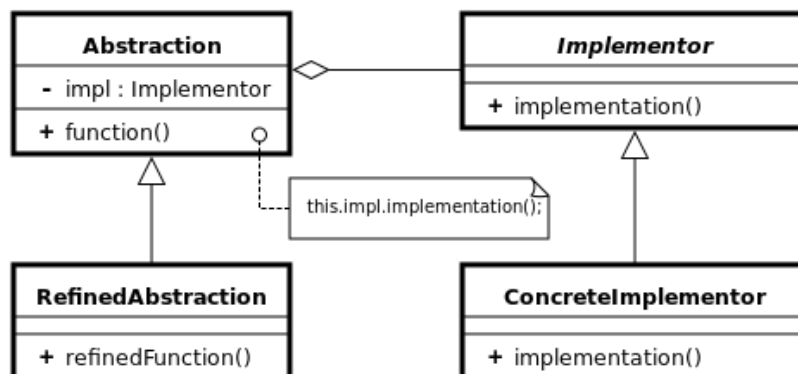 Abstraction
- impl : Implementor
+ function()
Implementor
+ implementation()
this.impl.implementation();
RefinedAbstraction
+ refinedFunction()
ConcreteImplementor
+ implementation()